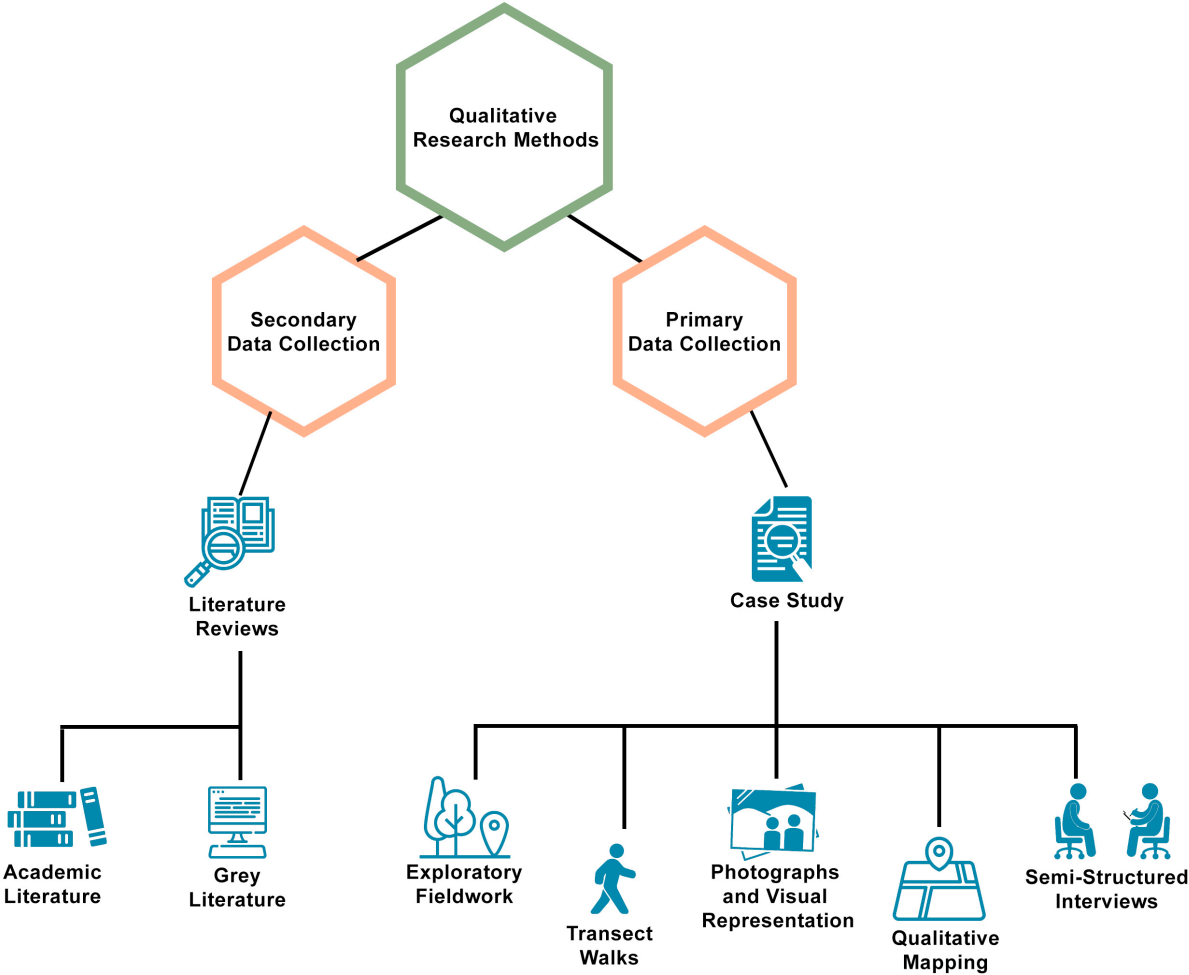 Qualitative
Research Methods
Secondary
Data Collection
Primary
Data Collection
Literature
Reviews
Case Study
Academic
Literature
Grey
Literature
Exploratory
Fieldwork
Transect
Walks
Photographs
and Visual
Representation
Qualitative
Mapping
Semi-Structured
Interviews